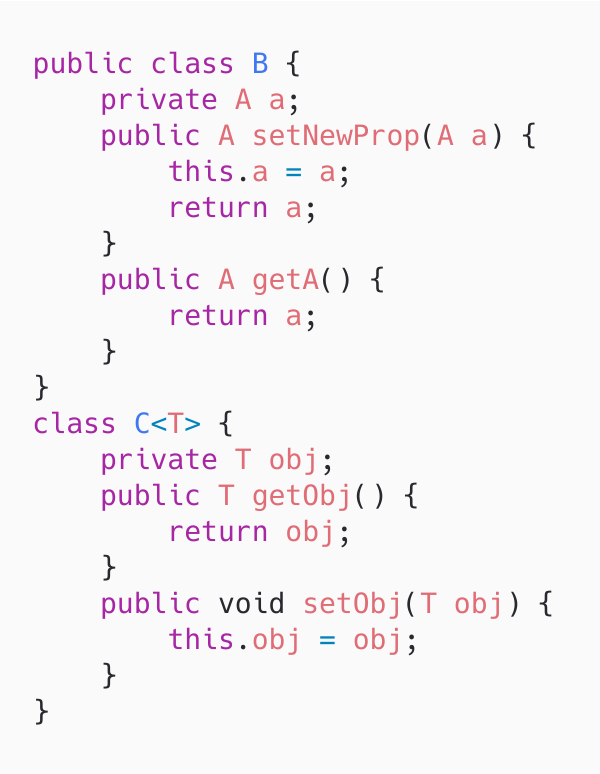 public class B {
    private A a;
    public A setNewProp(A a) {
        this.a = a;
        return a;
    }
    public A getA() {
        return a;
    }
}
class C<T> {
    private T obj;
    public T getObj() {
        return obj;
    }
    public void setObj(T obj) {
        this.obj = obj;
    }
}